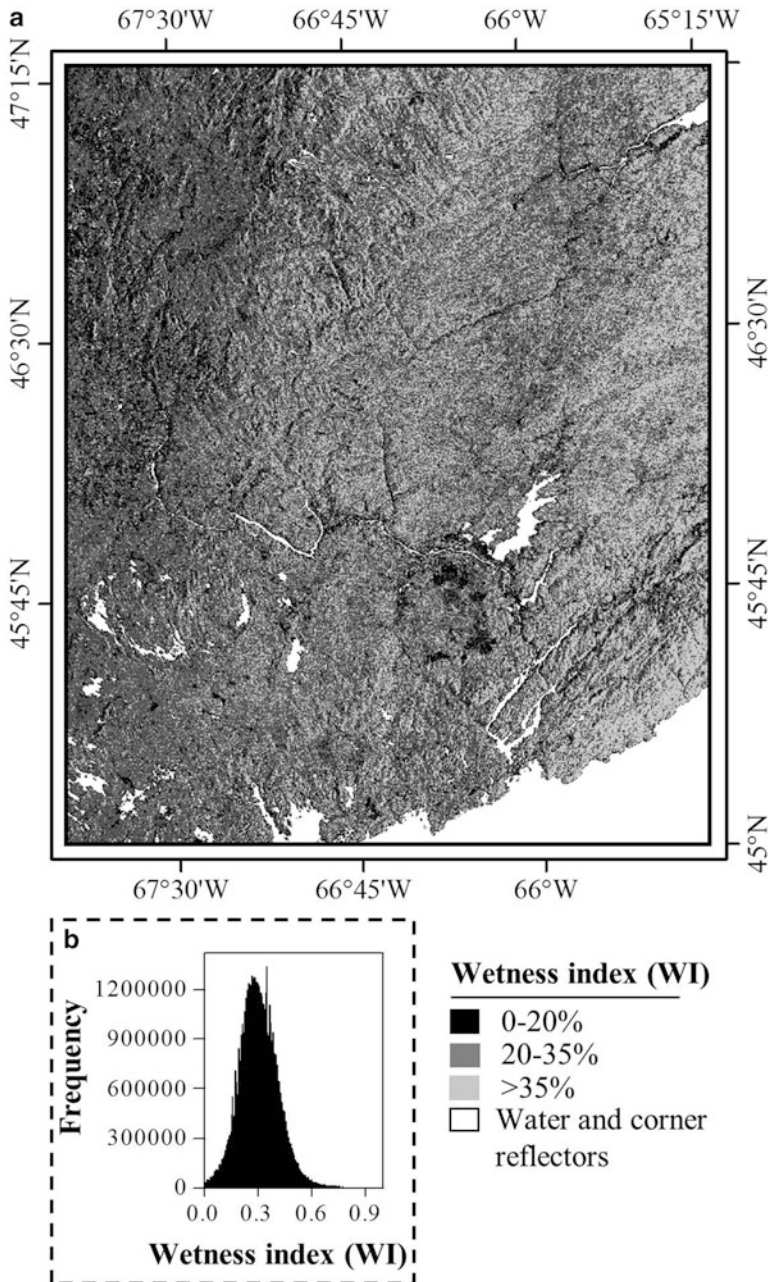 a
67°30'W 66°45'W 66°W 65°15'W
47°15'N
46°30'N
46°30'N
45°45'N
45°45'N
45°N
67°30'W 66°45'W 66°W
b
1200000
900000
600000
300000
0
Frequency
0.0 0.3 0.6 0.9
Wetness index (WI)
Wetness index (WI)
0-20%
20-35%
>35%
Water and corner
reflectors